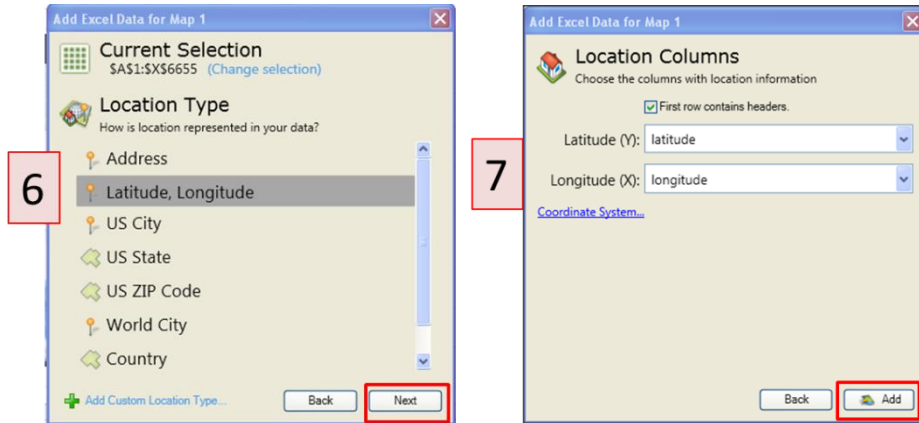 Add Excel Data for Map 1
Current Selection
$A$1:$X$6655 (Change selection)
Location Type
How is location represented in your data?
6
Address
Latitude, Longitude
US City
US State
US ZIP Code
World City
Country
Add Custom Location Type...
Back
Next
Add Excel Data for Map 1
Location Columns
Choose the columns with location information
First row contains headers.
7
Latitude (Y): latitude
Longitude (X): longitude
Coordinate System...
Back
Add